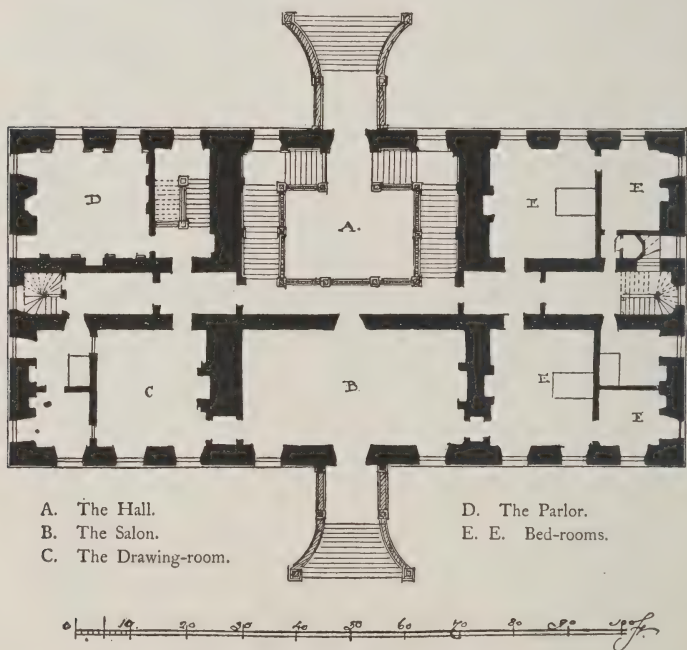 D
E
E
A.
C
B.
E
E
A. The Hall.
B. The Salon.
C. The Drawing-room.
D. The Parlor.
E. E. Bed-rooms.
0 10 20 30 40 50 60 70 80 90 100 ft.